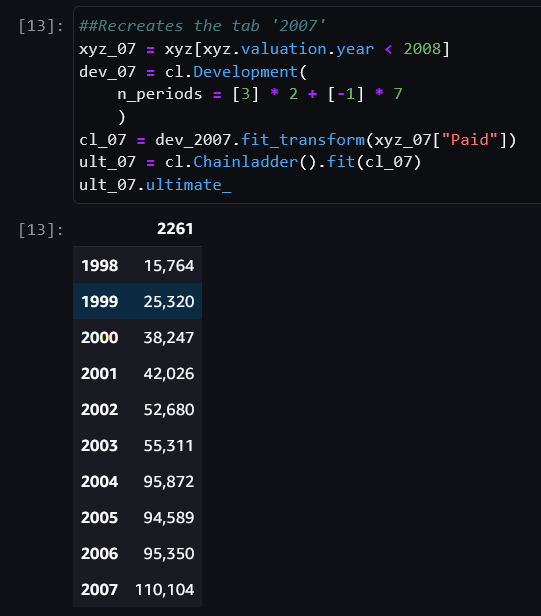 [13]: ##Recreates the tab '2007'
xyz_07 = xyz[xyz.valuation.year < 2008]
dev_07 = cl.Development(
    n_periods = [3] * 2 + [-1] * 7
    )
cl_07 = dev_2007.fit_transform(xyz_07["Paid"])
ult_07 = cl.Chainladder().fit(cl_07)
ult_07.ultimate_
[13]: 2261
1998 15,764
1999 25,320
2000 38,247
2001 42,026
2002 52,680
2003 55,311
2004 95,872
2005 94,589
2006 95,350
2007 110,104